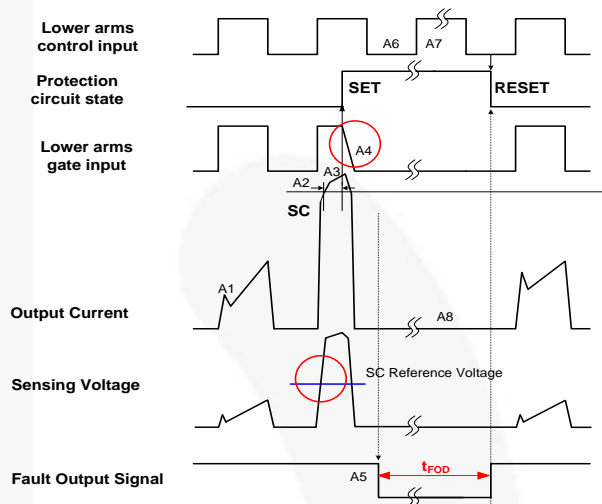 Lower arms
control input
A6
A7
Protection
circuit state
SET
RESET
Lower arms
gate input
A4
A3
A2
SC
A1
Output Current
A8
SC Reference Voltage
Sensing Voltage
tFOD
Fault Output Signal
A5